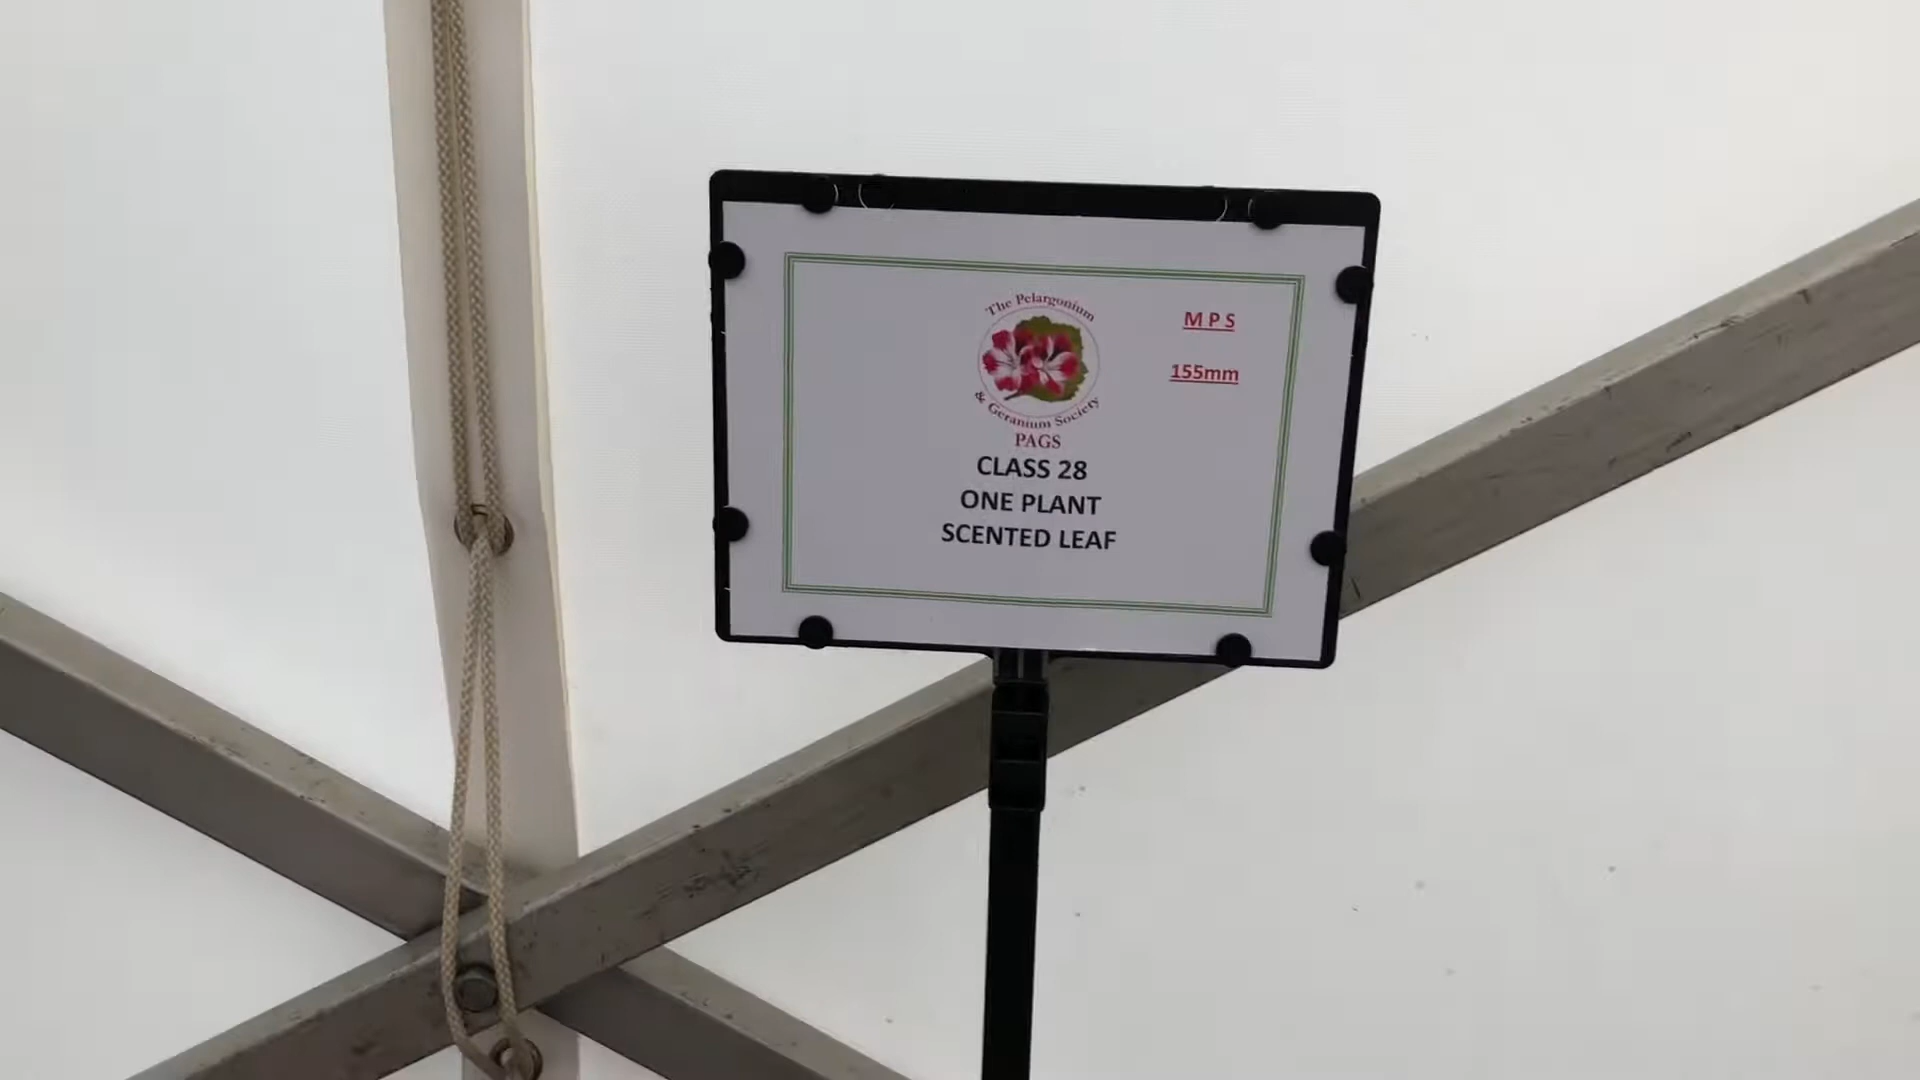 The Pelargonium
& Geranium Society
PAGS
M P S
155mm
CLASS 28
ONE PLANT
SCENTED LEAF